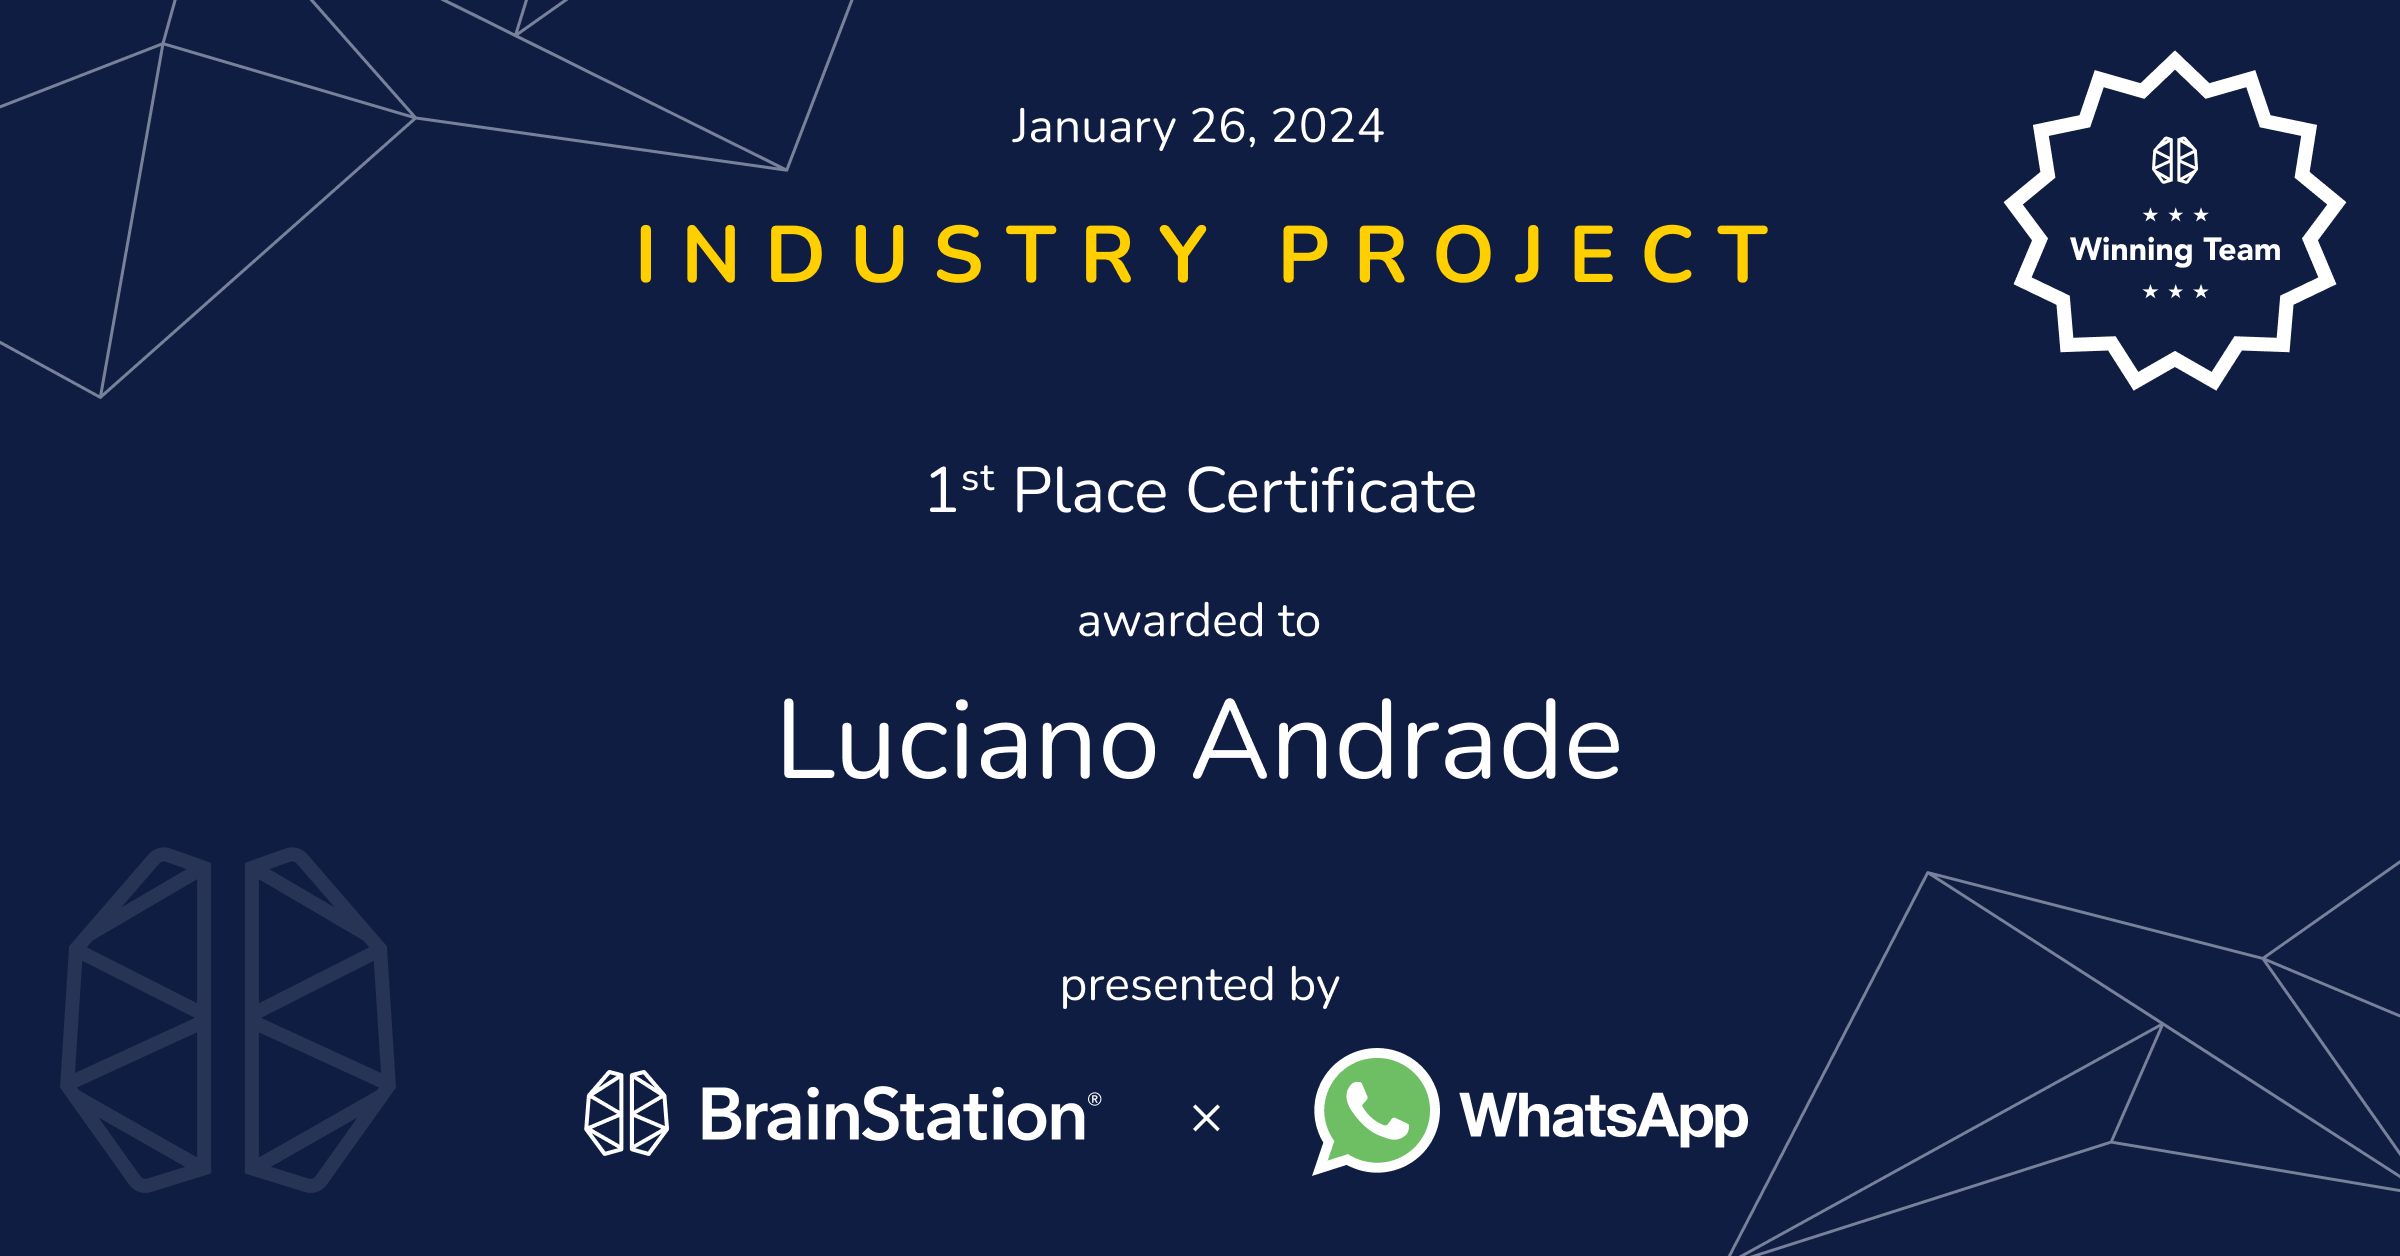 January 26, 2024
INDUSTRY PROJECT
Winning Team
1st Place Certificate
awarded to
Luciano Andrade
presented by
BrainStation® × WhatsApp